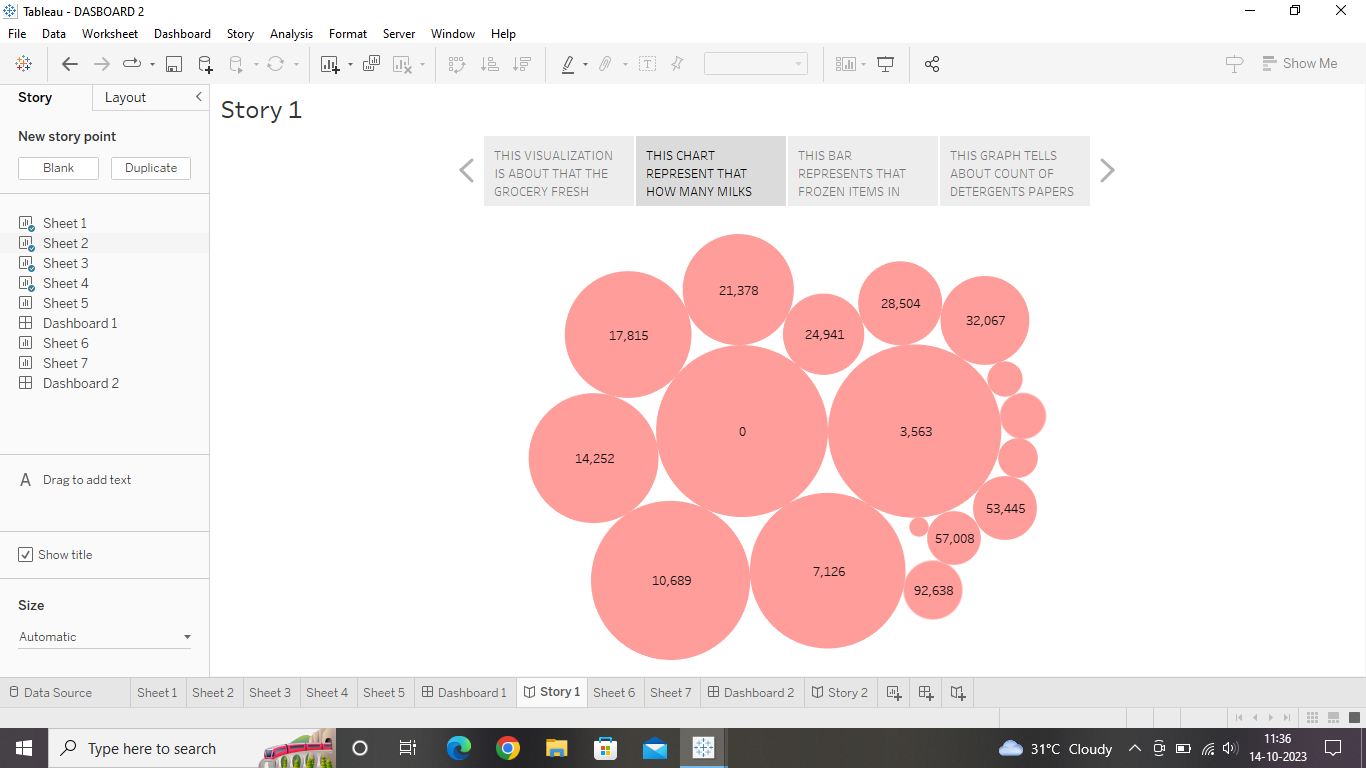 Tableau - DASBOARD 2
File Data Worksheet Dashboard Story Analysis Format Server Window Help
Show Me
Story Layout
New story point
Blank Duplicate
Sheet 1
Sheet 2
Sheet 3
Sheet 4
Sheet 5
Dashboard 1
Sheet 6
Sheet 7
Dashboard 2
A Drag to add text
Show title
Size
Automatic
Story 1
THIS VISUALIZATION
IS ABOUT THAT THE
GROCERY FRESH
THIS CHART
REPRESENT THAT
HOW MANY MILKS
THIS BAR
REPRESENTS THAT
FROZEN ITEMS IN
THIS GRAPH TELLS
ABOUT COUNT OF
DETERGENTS PAPERS
21,378
28,504
32,067
17,815
24,941
0
3,563
14,252
53,445
57,008
7,126
10,689
92,638
Data Source Sheet 1 Sheet 2 Sheet 3 Sheet 4 Sheet 5 Dashboard 1 Story 1 Sheet 6 Sheet 7 Dashboard 2 Story 2
Type here to search
31°C Cloudy
11:36
14-10-2023